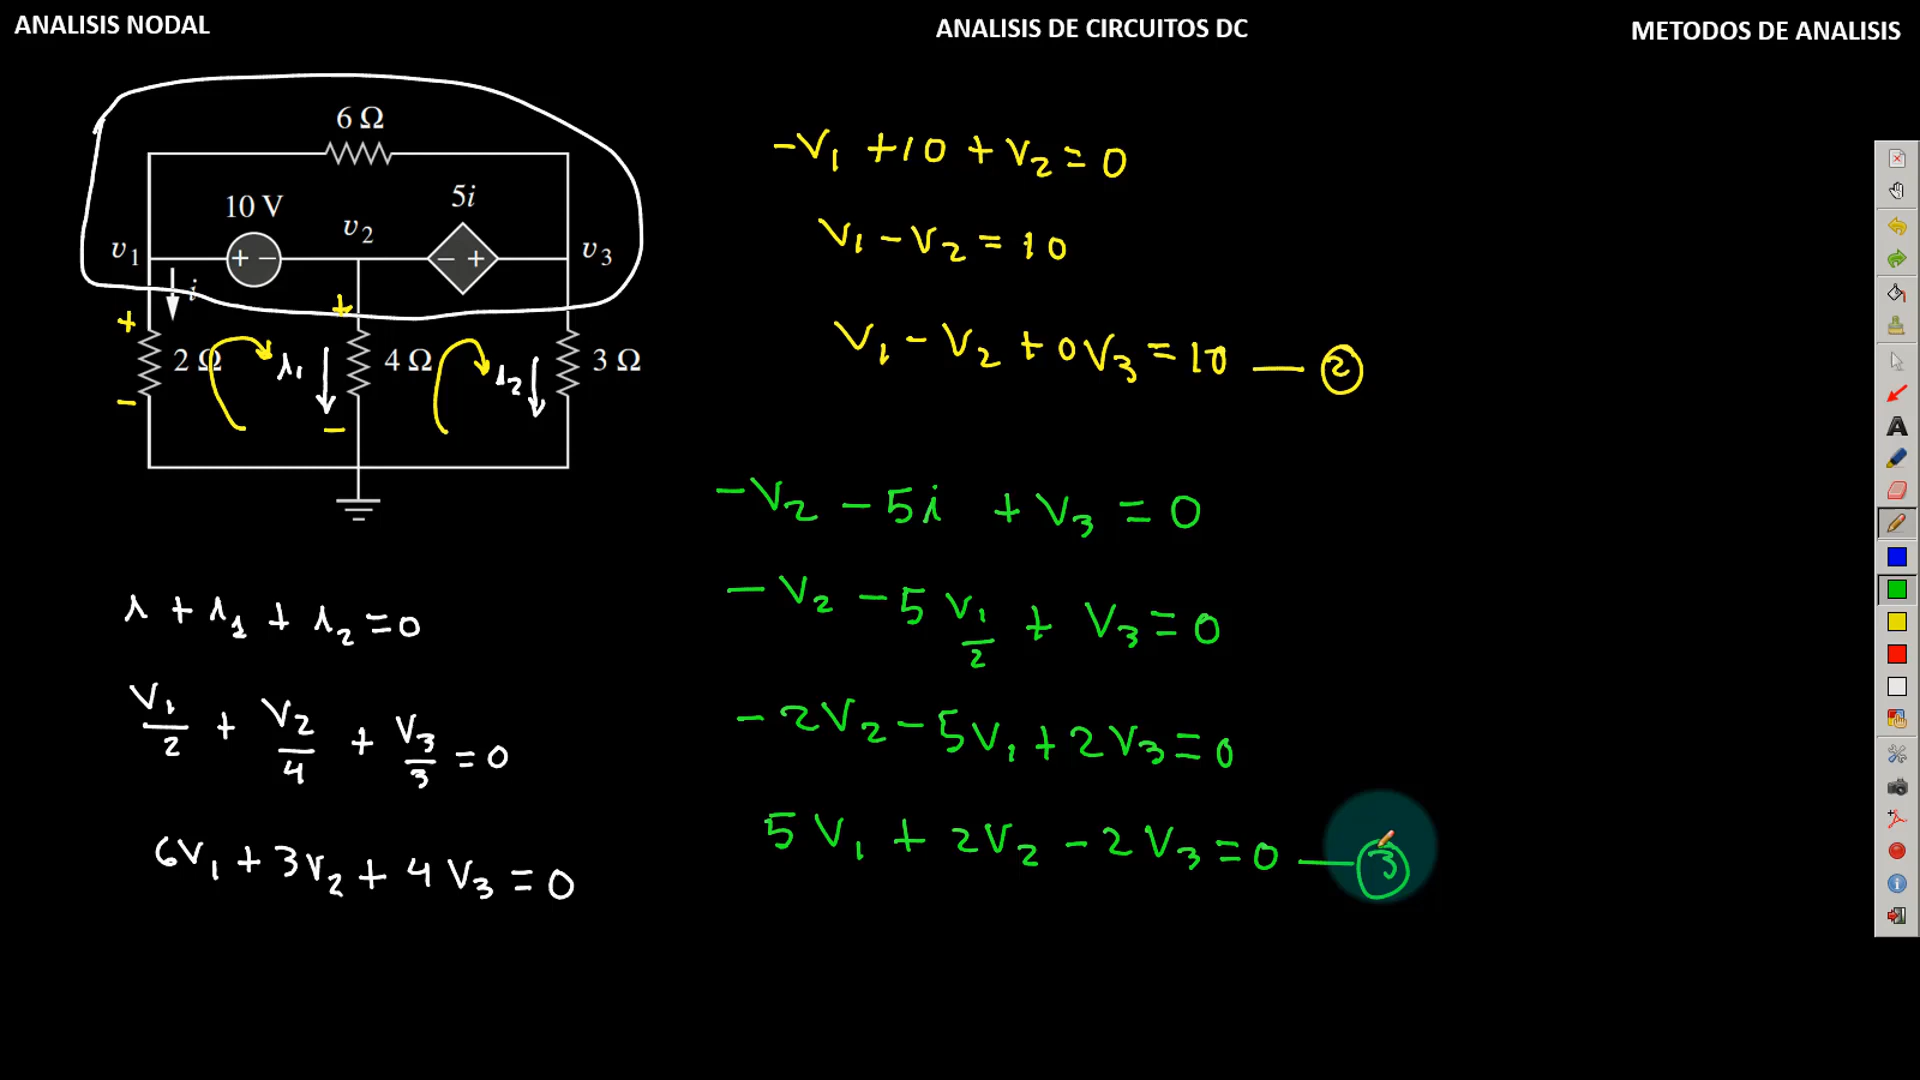 ANALISIS NODAL
ANALISIS DE CIRCUITOS DC
METODOS DE ANALISIS
6 Ω
10 V
5i
v1
v2
v3
+ −
− +
i
+
+
2 Ω
i1
4 Ω
i2
3 Ω
−
−
i + i1 + i2 = 0
V1/2 + V2/4 + V3/3 = 0
6V1 + 3V2 + 4V3 = 0
-V1 + 10 + V2 = 0
V1 - V2 = 10
V1 - V2 + 0V3 = 10 — 2
-V2 - 5i + V3 = 0
-V2 - 5 V1/2 + V3 = 0
-2V2 - 5V1 + 2V3 = 0
5V1 + 2V2 - 2V3 = 0 — 3
A